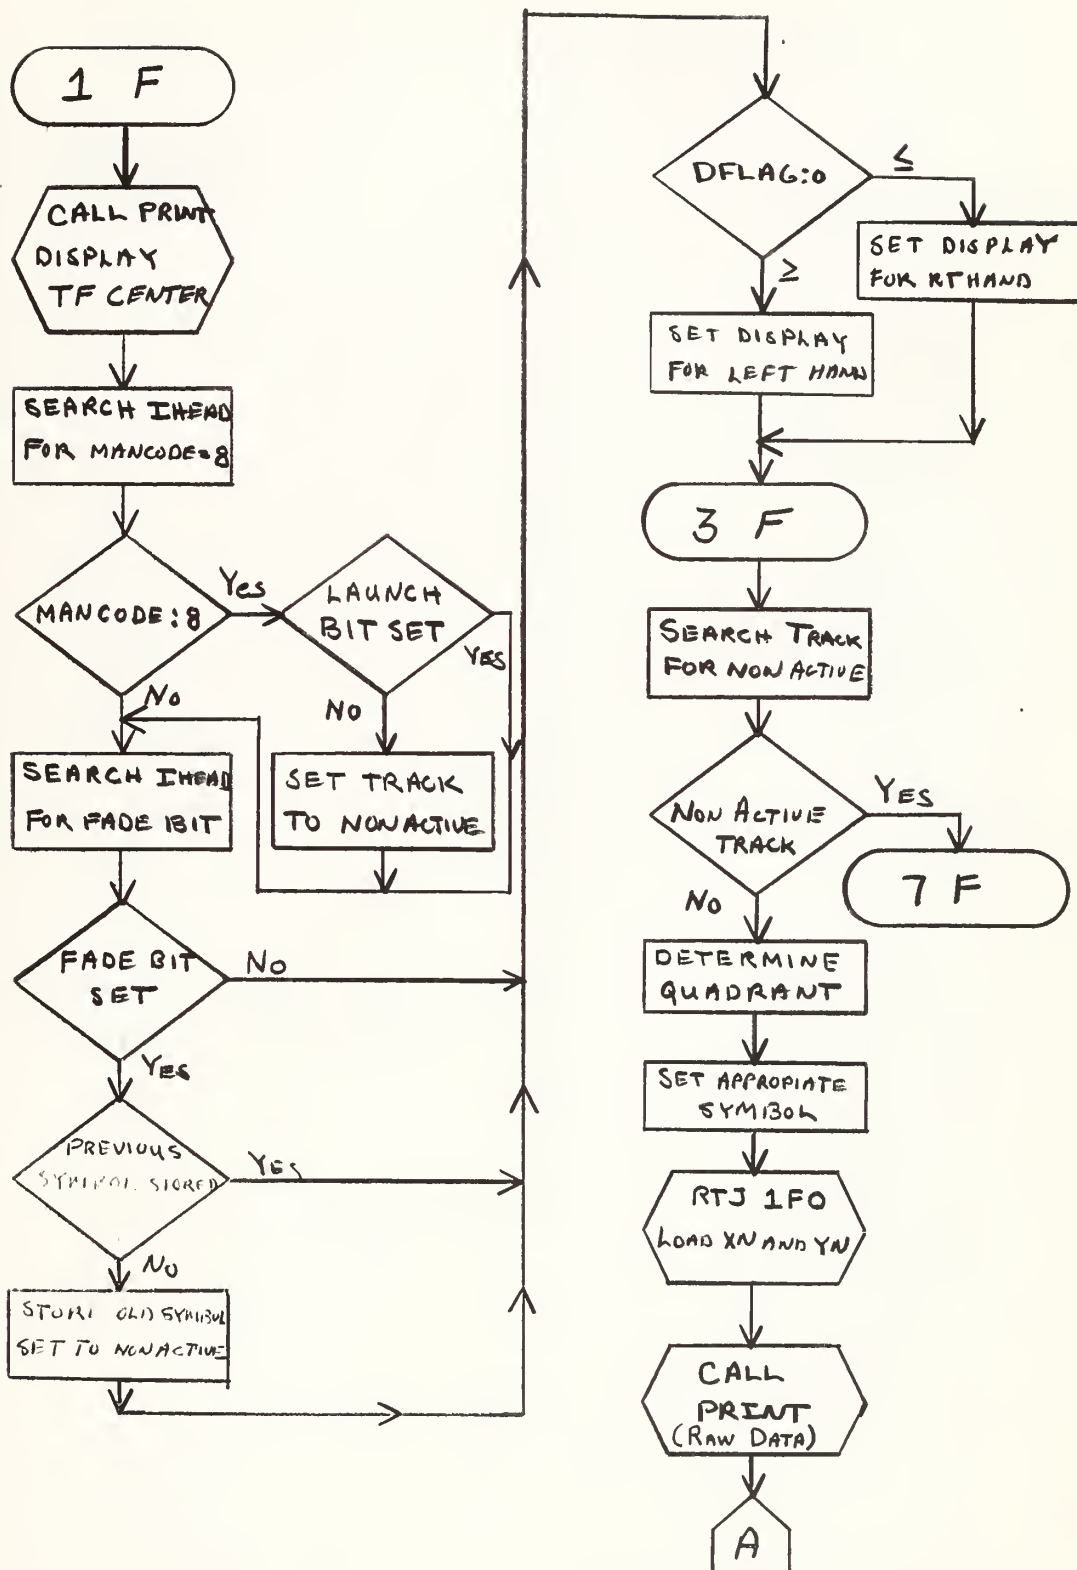 1 F
CALL PRINT
DISPLAY
TF CENTER
SEARCH IHEAD
FOR MANCODE=8
MANCODE:8
Yes
LAUNCH
BIT SET
YES
No
NO
SEARCH IHEAD
FOR FADE BIT
SET TRACK
TO NONACTIVE
FADE BIT
SET
No
YES
PREVIOUS
SYMBOL STORED
YES
No
STORE OLD SYMBOL
SET TO NONACTIVE
DFLAG:0
≤
SET DISPLAY
FOR RTHAND
≥
SET DISPLAY
FOR LEFT HAND
3 F
SEARCH TRACK
FOR NON ACTIVE
NON ACTIVE
TRACK
YES
7 F
NO
DETERMINE
QUADRANT
SET APPROPIATE
SYMBOL
RTJ 1F0
LOAD XN AND YN
CALL
PRINT
(RAW DATA)
A